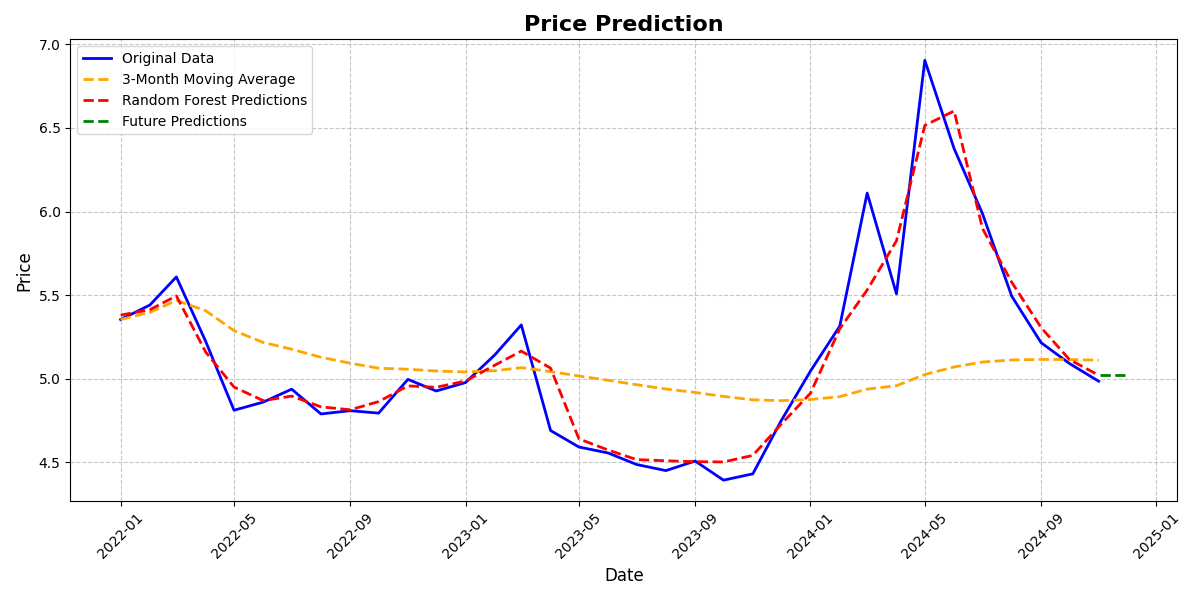 Price Prediction
Original Data
3-Month Moving Average
Random Forest Predictions
Future Predictions
Price
7.0
6.5
6.0
5.5
5.0
4.5
2022-01
2022-05
2022-09
2023-01
2023-05
2023-09
2024-01
2024-05
2024-09
2025-01
Date